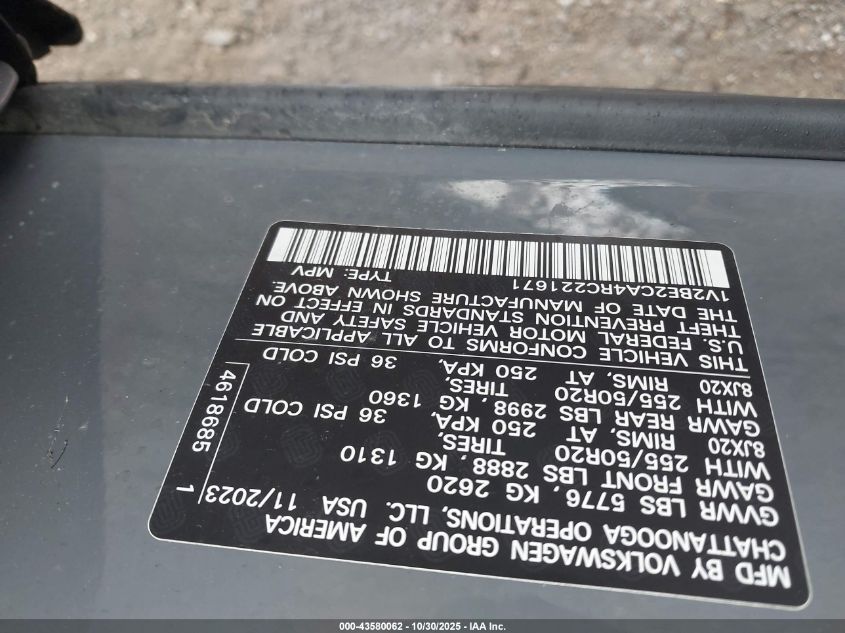 MFD BY VOLKSWAGEN GROUP OF AMERICA
CHATTANOOGA OPERATIONS, LLC. USA 11/2023 1
GVWR LBS 5776, KG 2620
GAWR FRONT LBS 2888, KG 1310
WITH 255/50R20 TIRES,
8JX20 RIMS, AT 250 KPA, 36 PSI COLD
GAWR REAR LBS 2998, KG 1360
WITH 255/50R20 TIRES,
8JX20 RIMS, AT 250 KPA, 36 PSI COLD
4618685
THIS VEHICLE CONFORMS TO ALL APPLICABLE
U.S. FEDERAL MOTOR VEHICLE SAFETY AND
THEFT PREVENTION STANDARDS IN EFFECT ON
THE DATE OF MANUFACTURE SHOWN ABOVE.
1V2BE2CA4RC221671 TYPE: MPV
000-43580062 - 10/30/2025 - IAA Inc.